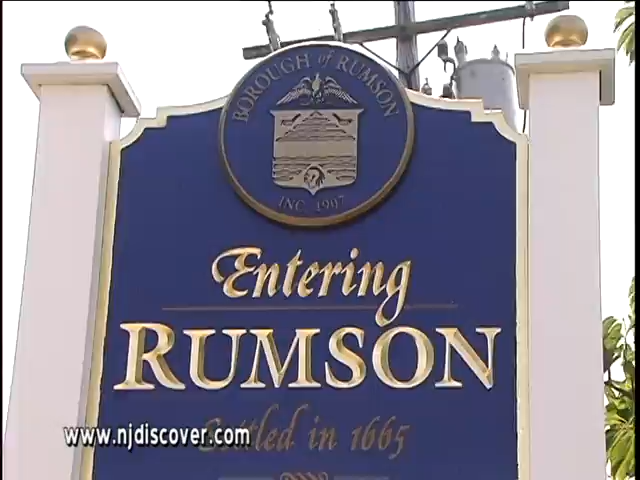 BOROUGH of RUMSON
INC. 1907
Entering
RUMSON
Settled in 1665
www.njdiscover.com